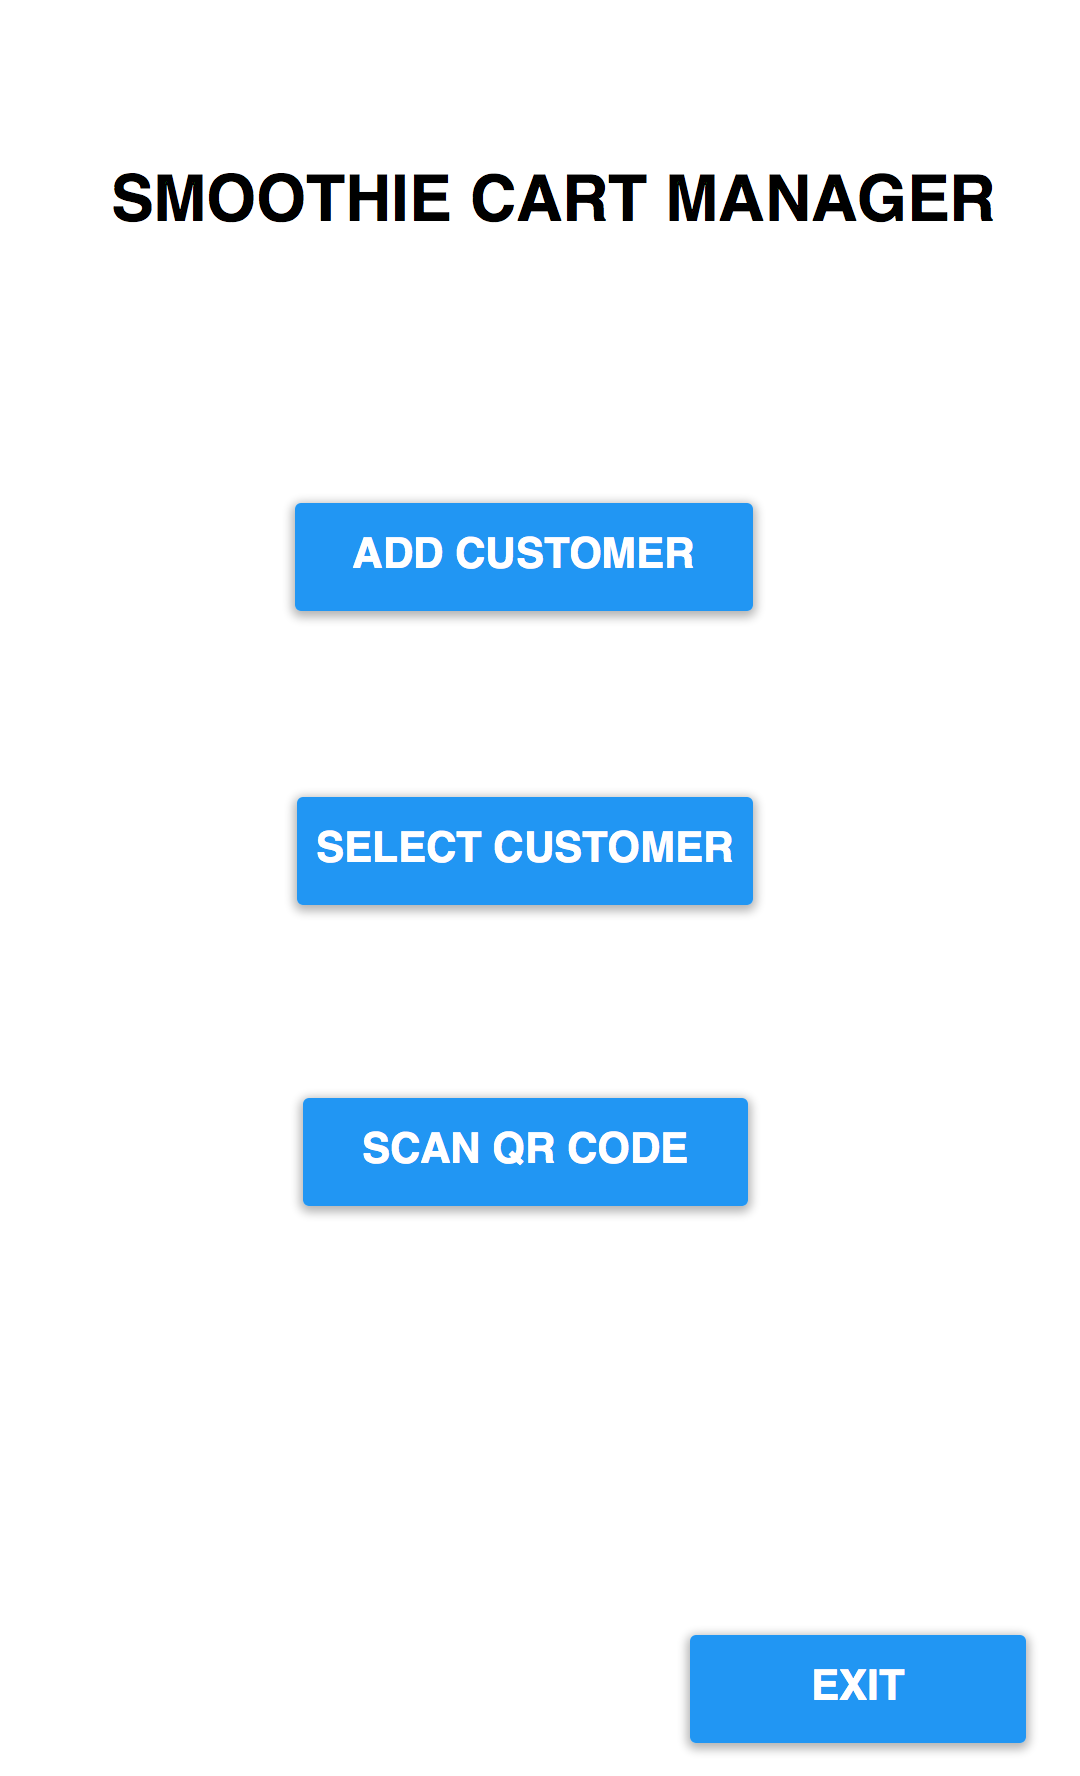 SMOOTHIE CART MANAGER
ADD CUSTOMER
SELECT CUSTOMER
SCAN QR CODE
EXIT